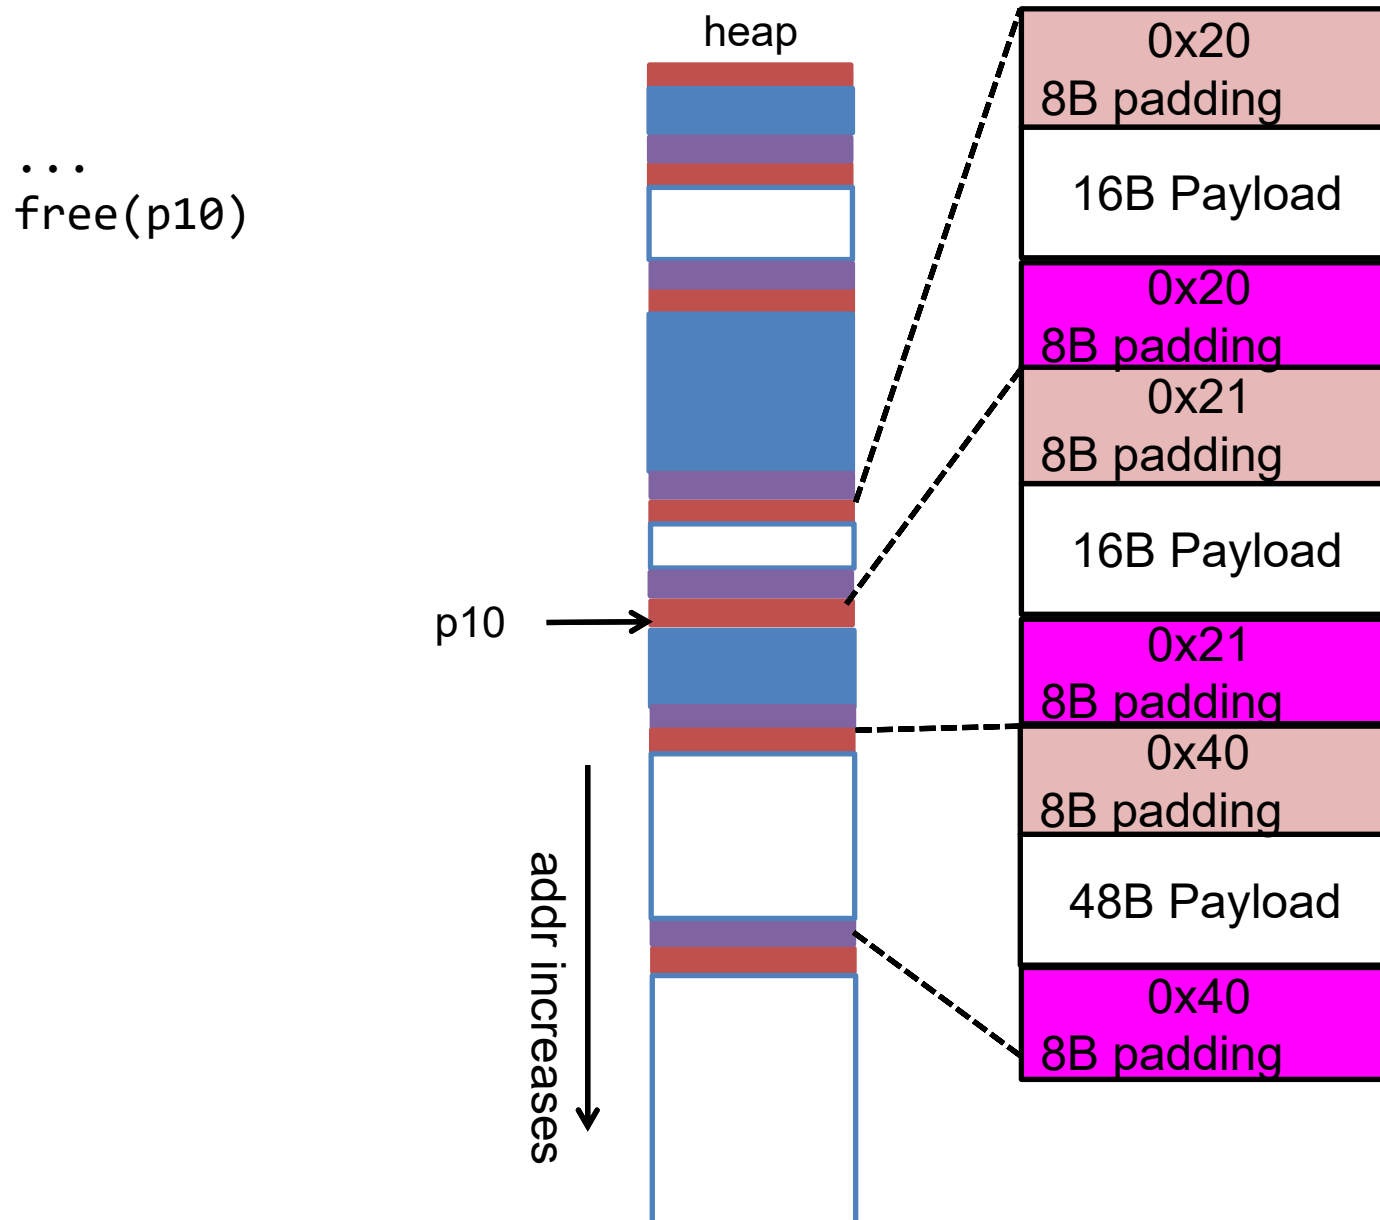 ...
free(p10)
heap
p10
addr increases
0x20
8B padding
16B Payload
0x20
8B padding
0x21
8B padding
16B Payload
0x21
8B padding
0x40
8B padding
48B Payload
0x40
8B padding